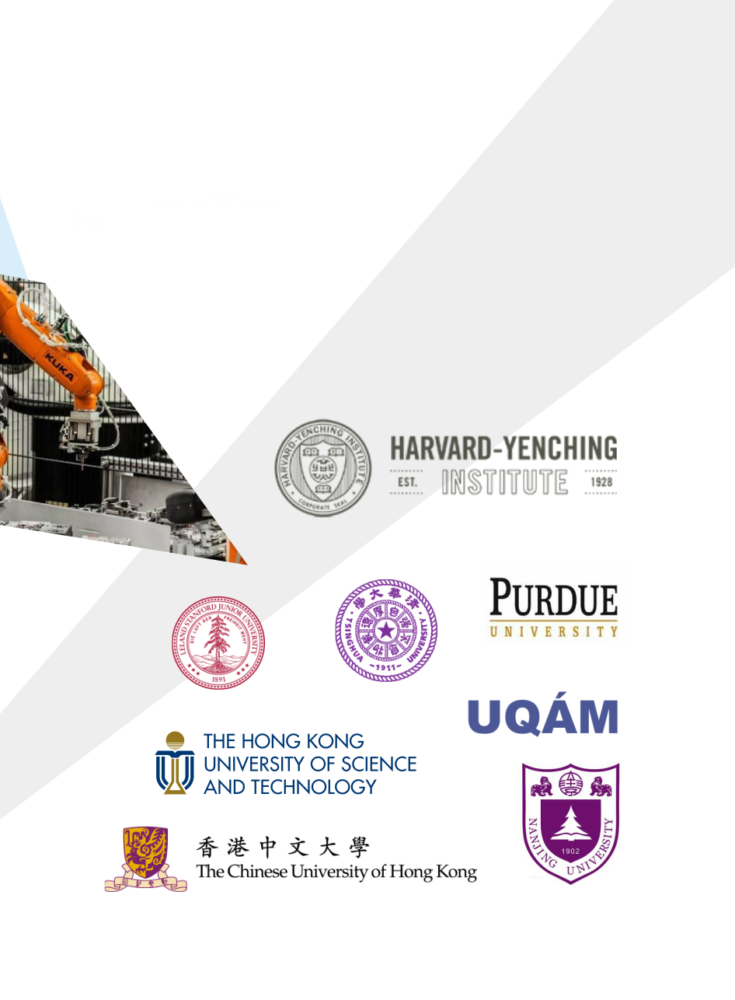 KUKA
HARVARD-YENCHING INSTITUTE
CORPORATE SEAL
HARVARD-YENCHING
EST. INSTITUTE 1928
LELAND STANFORD JUNIOR UNIVERSITY
DIE LUFT DER FREIHEIT WEHT
1891
學大華清
TSINGHUA -1911- UNIVERSITY
PURDUE
UNIVERSITY
UQÀM
THE HONG KONG
UNIVERSITY OF SCIENCE
AND TECHNOLOGY
1902
NANJING UNIVERSITY
香港中文大學
The Chinese University of Hong Kong